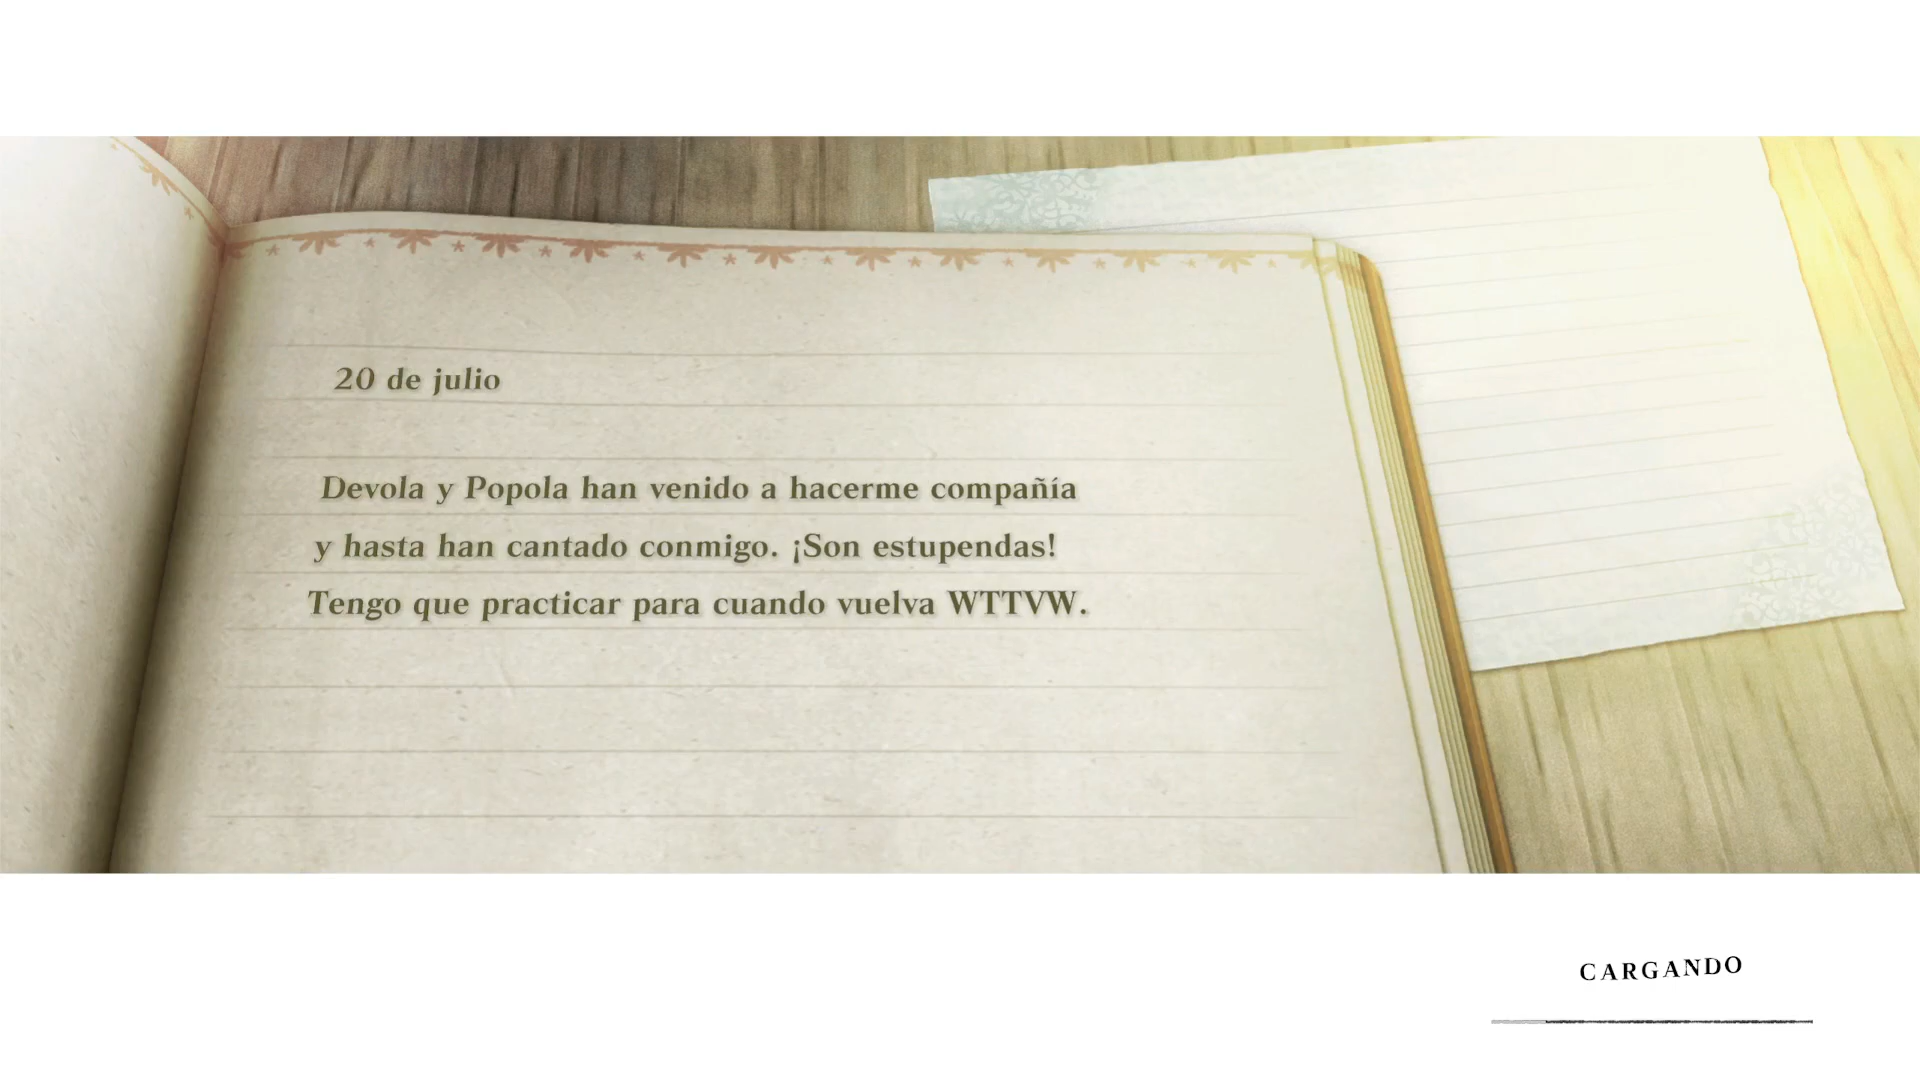 20 de julio
Devola y Popola han venido a hacerme compañía
y hasta han cantado conmigo. ¡Son estupendas!
Tengo que practicar para cuando vuelva WTTVW.
CARGANDO